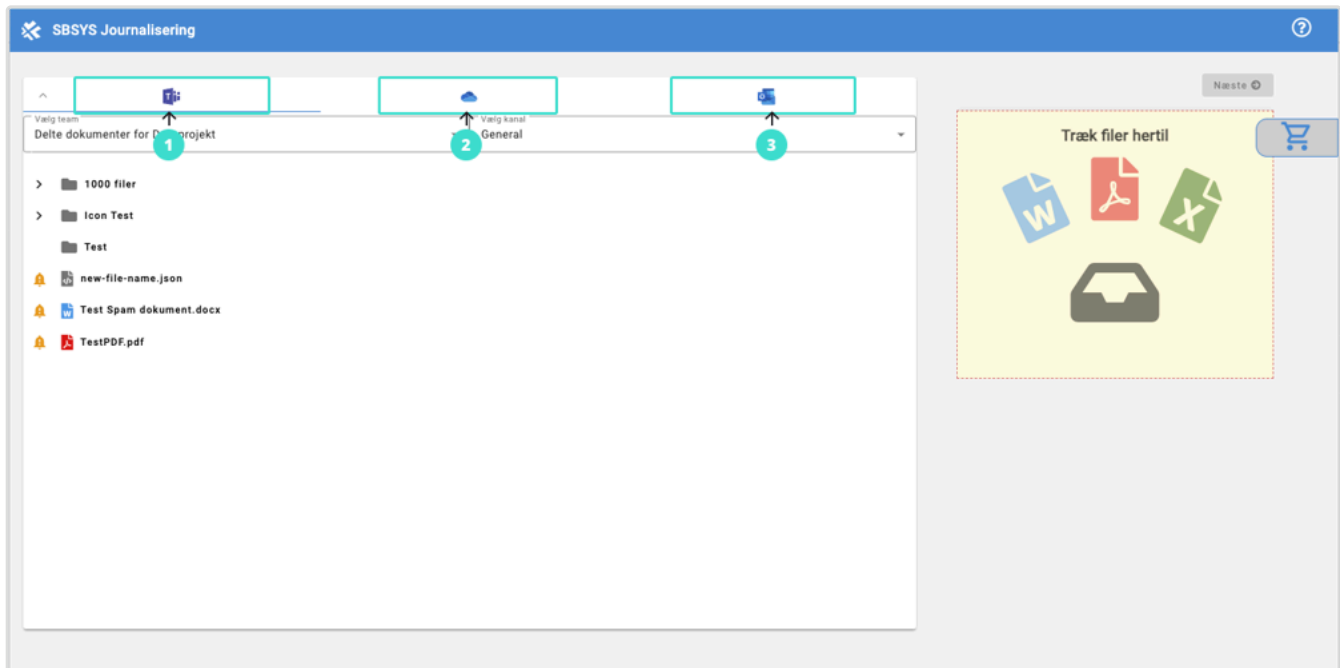 SBSYS Journalisering
Næste
Vælg team
Delte dokumenter for D projekt
Vælg kanal
General
1
2
3
Træk filer hertil
1000 filer
Icon Test
Test
new-file-name.json
Test Spam dokument.docx
TestPDF.pdf